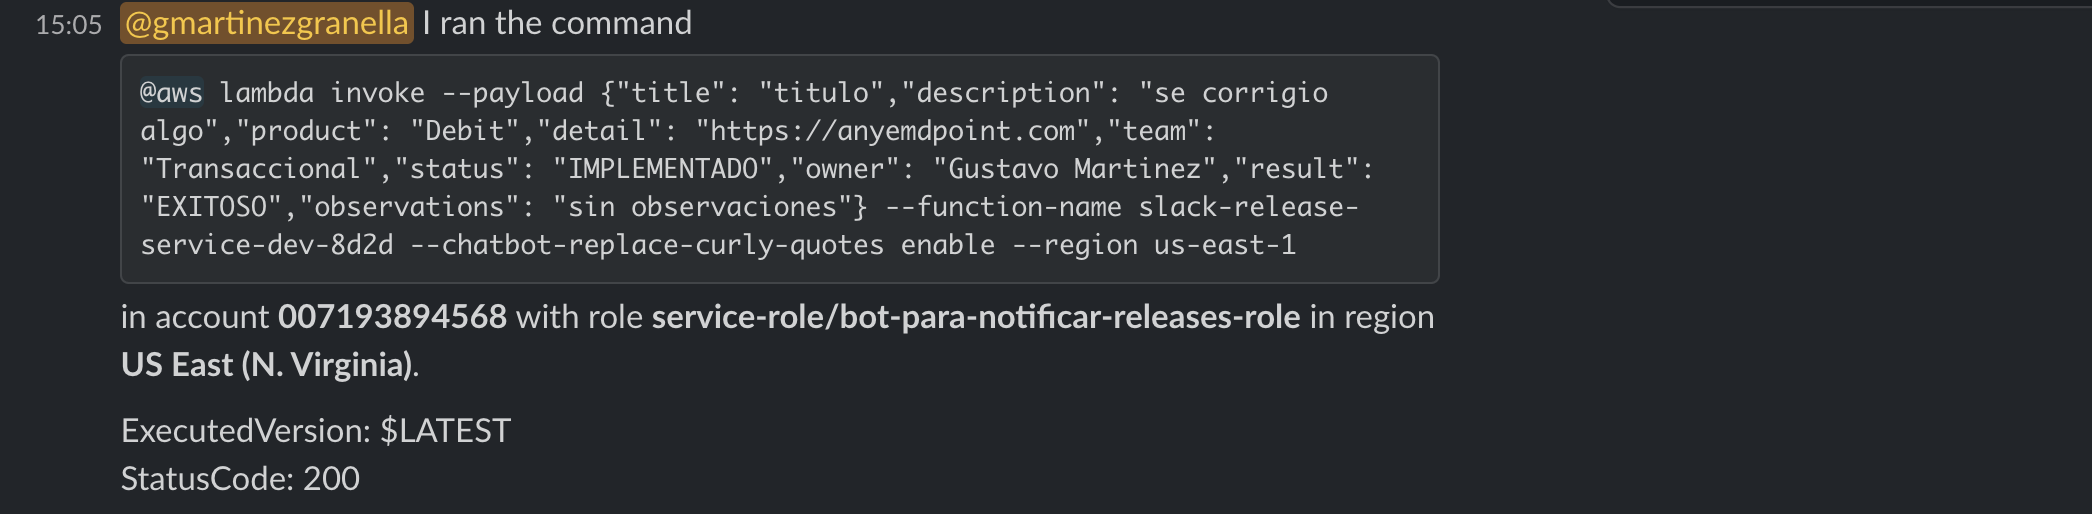 15:05 @gmartinezgranella I ran the command
@aws lambda invoke --payload {"title": "titulo","description": "se corrigio
algo","product": "Debit","detail": "https://anyemdpoint.com","team":
"Transaccional","status": "IMPLEMENTADO","owner": "Gustavo Martinez","result":
"EXITOSO","observations": "sin observaciones"} --function-name slack-release-
service-dev-8d2d --chatbot-replace-curly-quotes enable --region us-east-1
in account 007193894568 with role service-role/bot-para-notificar-releases-role in region
US East (N. Virginia).
ExecutedVersion: $LATEST
StatusCode: 200